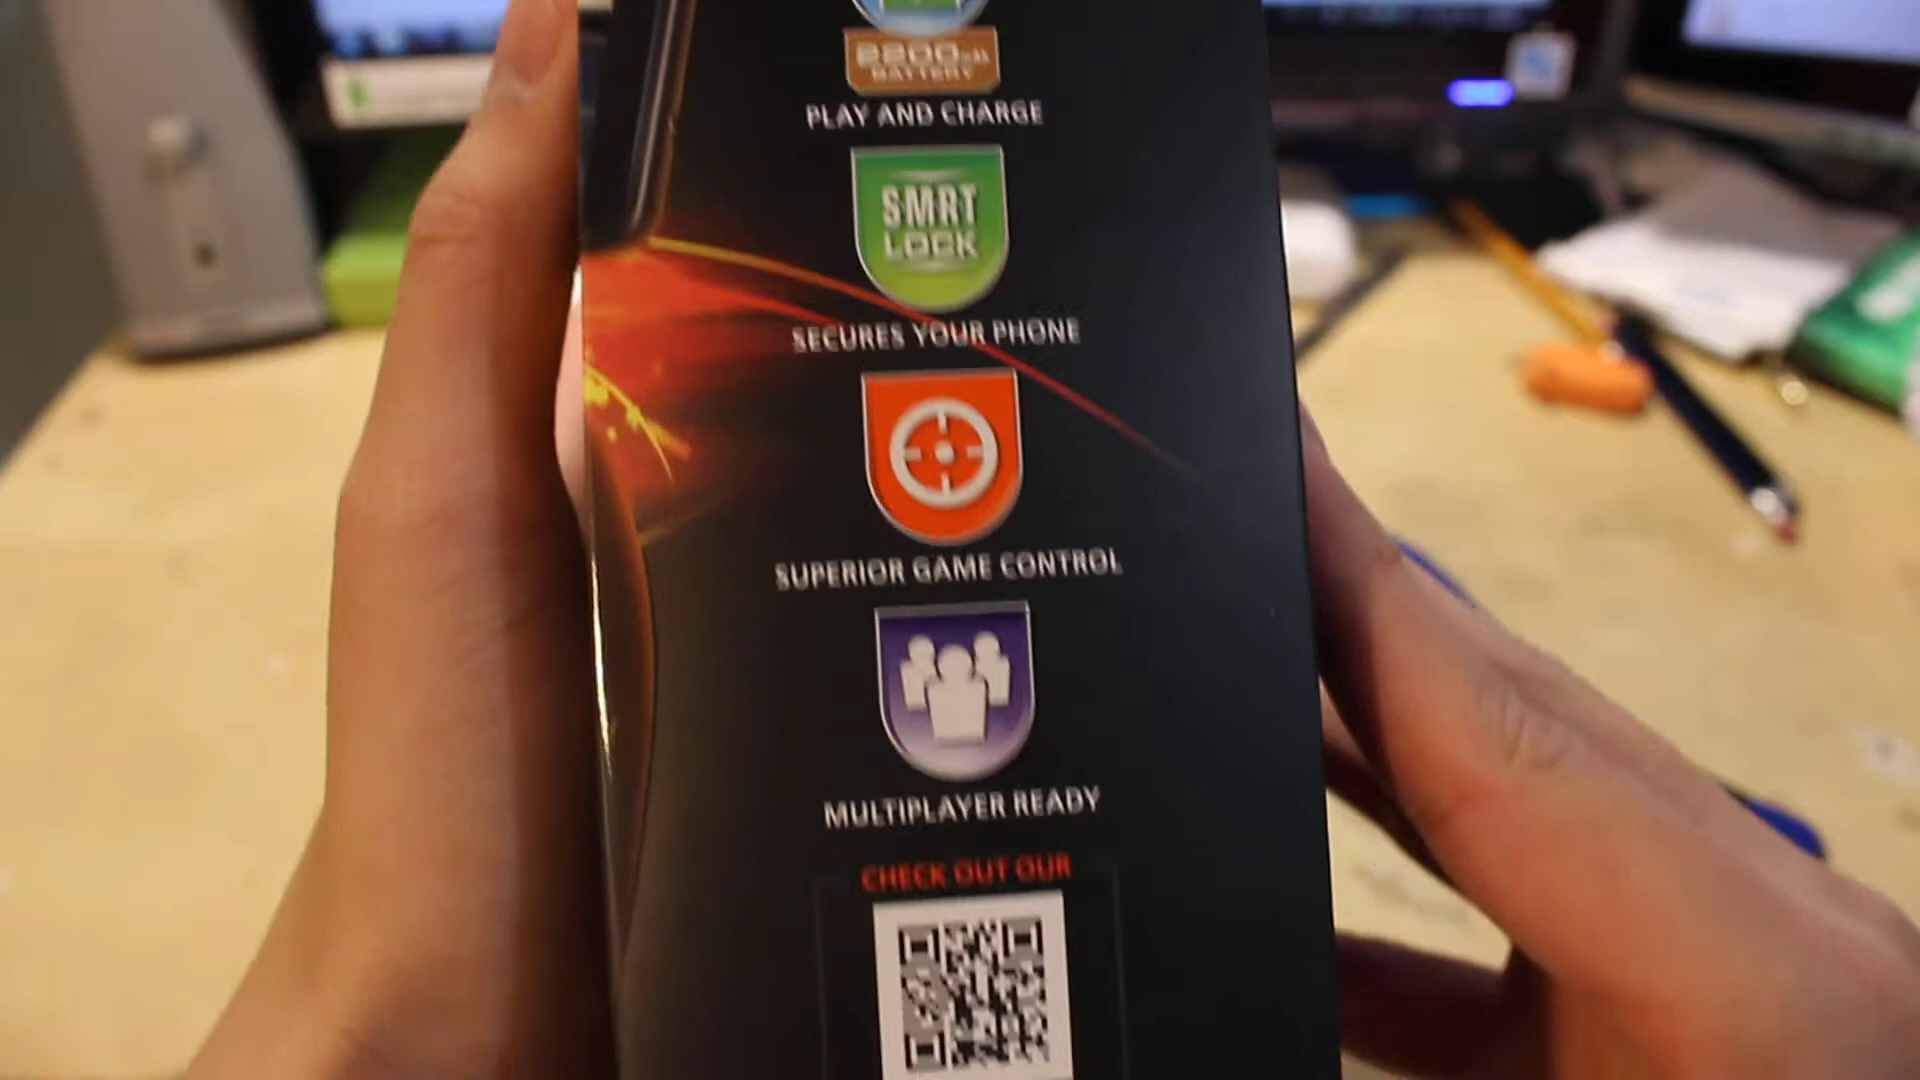 2200mAh
BATTERY
PLAY AND CHARGE
SMRT
LOCK
SECURES YOUR PHONE
SUPERIOR GAME CONTROL
MULTIPLAYER READY
CHECK OUT OUR